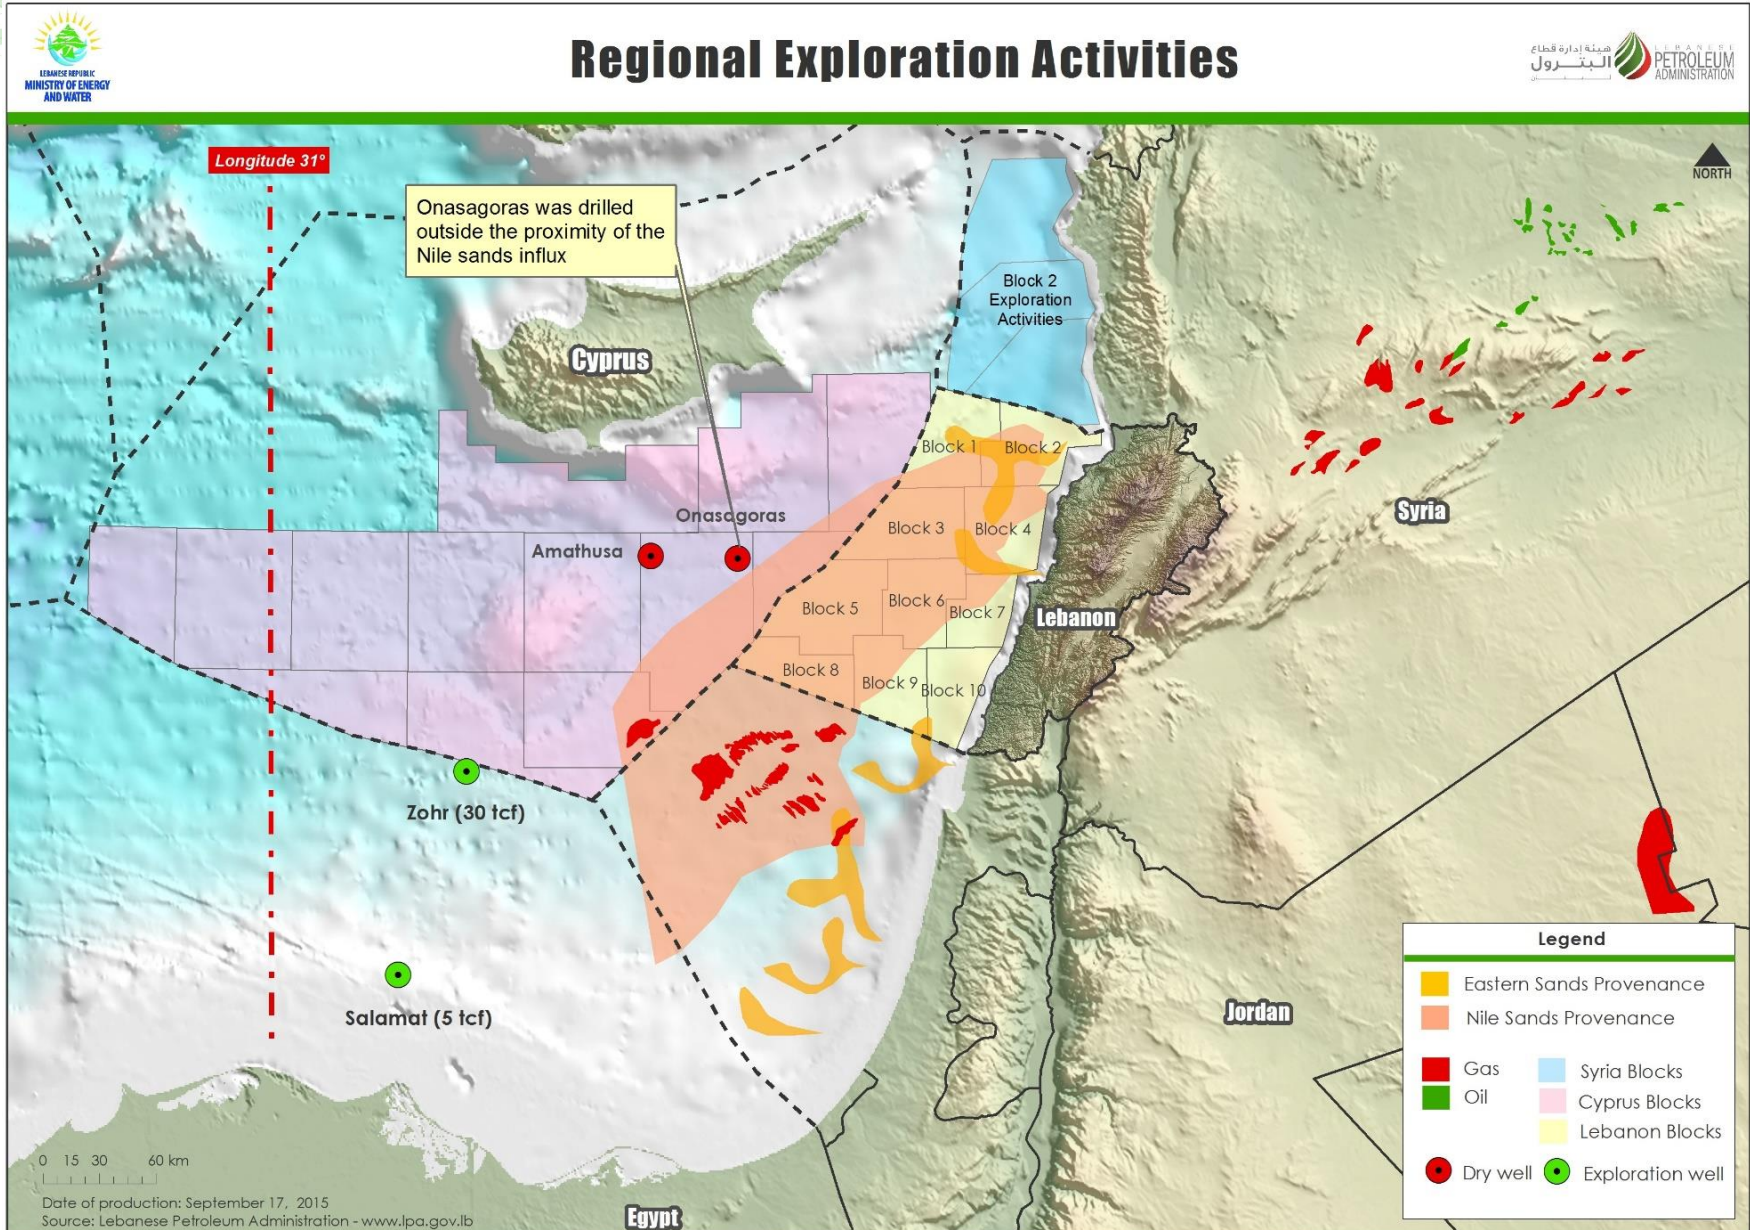 LEBANESE REPUBLIC
MINISTRY OF ENERGY
AND WATER
Regional Exploration Activities
هيئة إدارة قطاع
البتــرول
LEBANESE
PETROLEUM
ADMINISTRATION
Longitude 31°
NORTH
Onasagoras was drilled
outside the proximity of the
Nile sands influx
Block 2
Exploration
Activities
Cyprus
Block 1
Block 2
Onasagoras
Syria
Block 3
Block 4
Amathusa
Block 5
Block 6
Block 7
Lebanon
Block 8
Block 9
Block 10
Zohr (30 tcf)
Salamat (5 tcf)
Jordan
Legend
Eastern Sands Provenance
Nile Sands Provenance
Gas
Syria Blocks
Oil
Cyprus Blocks
Lebanon Blocks
Dry well
Exploration well
0 15 30 60 km
Date of production: September 17, 2015
Source: Lebanese Petroleum Administration - www.lpa.gov.lb
Egypt